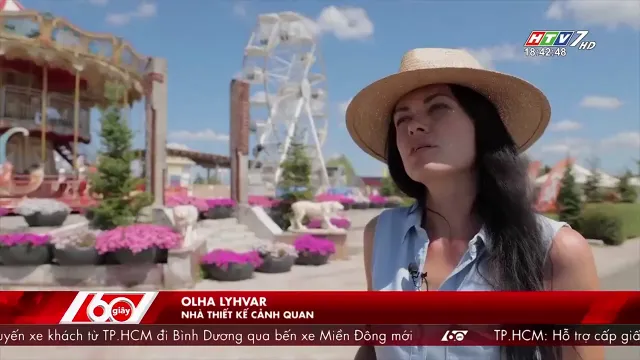 HTV7 HD
18:42:48
60 giây
OLHA LYHVAR
NHÀ THIẾT KẾ CẢNH QUAN
uyến xe khách từ TP.HCM đi Bình Dương qua bến xe Miền Đông mới 60 TP.HCM: Hỗ trợ cấp giấ